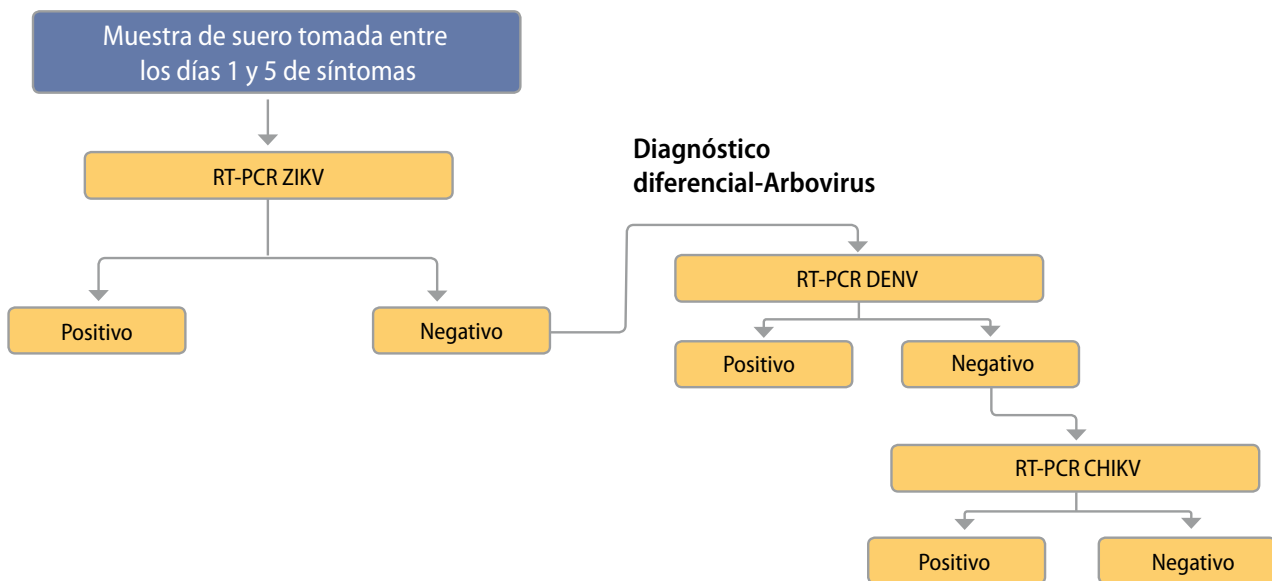 Muestra de suero tomada entre
los días 1 y 5 de síntomas
RT-PCR ZIKV
Diagnóstico
diferencial-Arbovirus
RT-PCR DENV
Positivo
Negativo
Positivo
Negativo
RT-PCR CHIKV
Positivo
Negativo